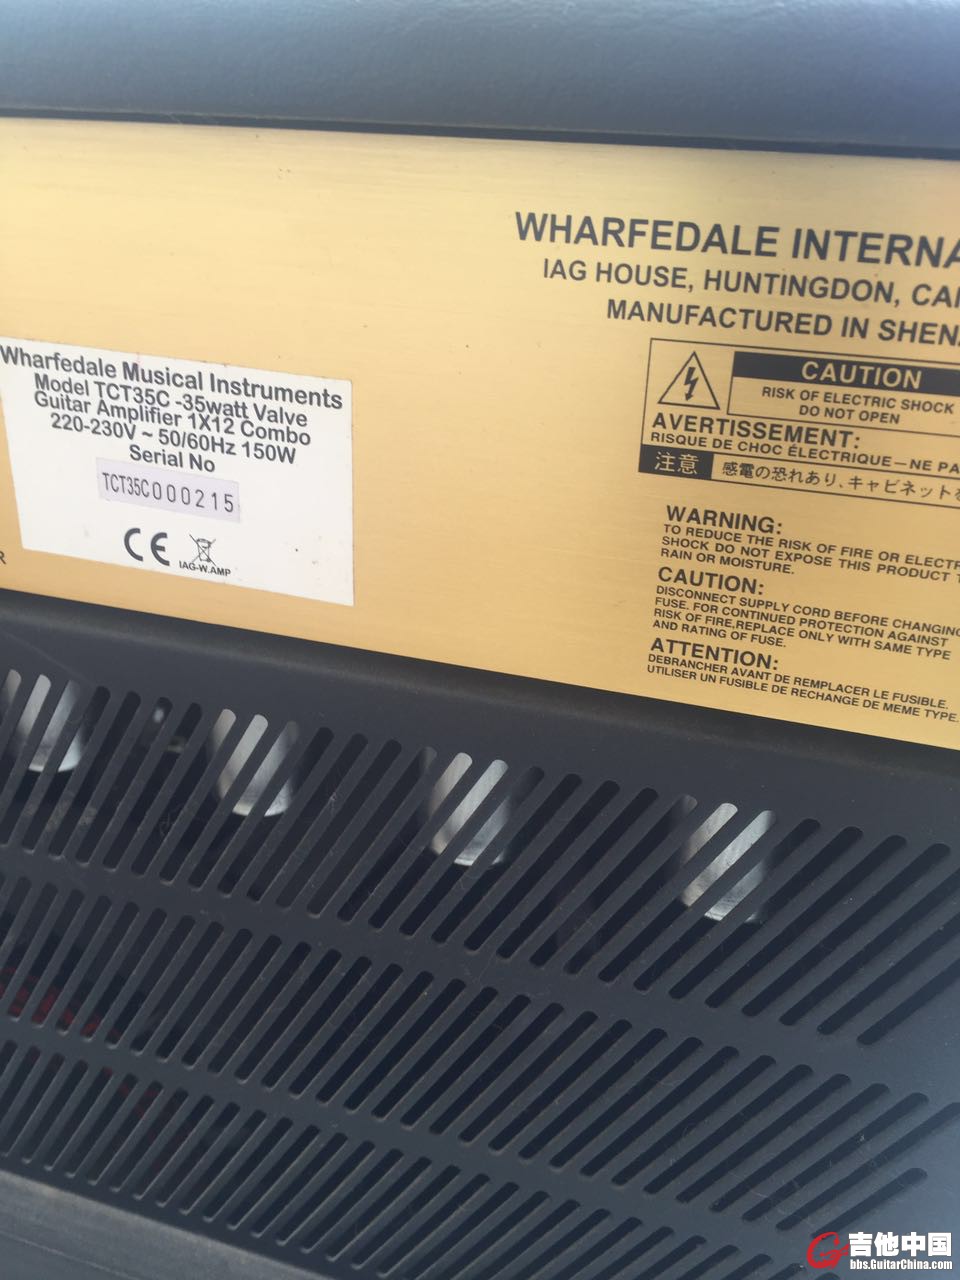 WHARFEDALE INTERNA
IAG HOUSE, HUNTINGDON, CA
MANUFACTURED IN SHEN
Wharfedale Musical Instruments
Model TCT35C -35watt Valve
Guitar Amplifier 1X12 Combo
220-230V ~ 50/60Hz 150W
Serial No
TCT35C000215
CE
IAG-W.AMP
R
CAUTION
RISK OF ELECTRIC SHOCK
DO NOT OPEN
AVERTISSEMENT:
RISQUE DE CHOC ÉLECTRIQUE—NE PA
注意 感電の恐れあり、キャビネットを
WARNING:
TO REDUCE THE RISK OF FIRE OR ELECTR
SHOCK DO NOT EXPOSE THIS PRODUCT T
RAIN OR MOISTURE.
CAUTION:
DISCONNECT SUPPLY CORD BEFORE CHANGING
FUSE. FOR CONTINUED PROTECTION AGAINST
RISK OF FIRE,REPLACE ONLY WITH SAME TYPE
AND RATING OF FUSE.
ATTENTION:
DEBRANCHER AVANT DE REMPLACER LE FUSIBLE.
UTILISER UN FUSIBLE DE RECHANGE DE MEME TYPE.
吉他中国
bbs.GuitarChina.com